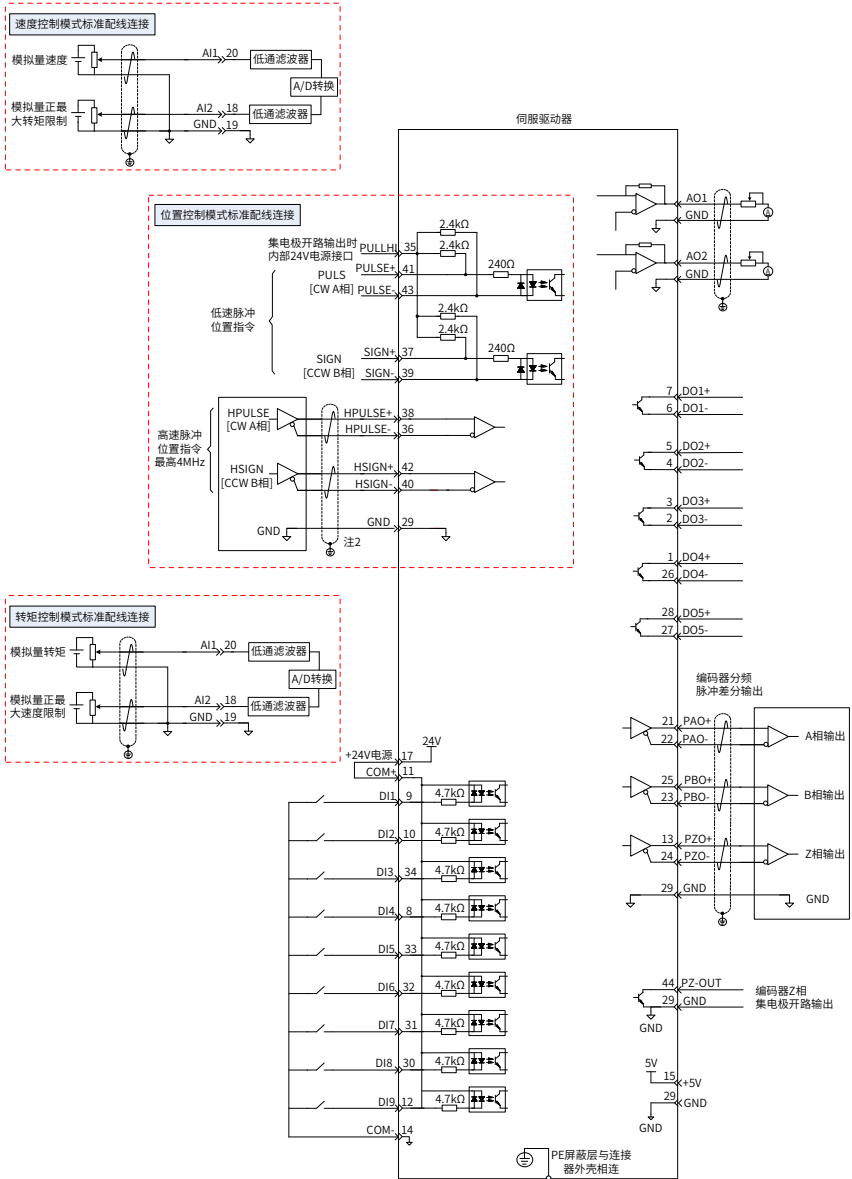 速度控制模式标准配线连接
模拟量速度
AI1 20
低通滤波器
A/D转换
模拟量正最
大转矩限制
AI2 18
低通滤波器
GND 19
伺服驱动器
AO1
GND
AO2
GND
位置控制模式标准配线连接
集电极开路输出时
内部24V电源接口
PULLHI 35
2.4kΩ
2.4kΩ
PULSE+ 41
240Ω
PULS
[CW A相]
PULSE- 43
低速脉冲
位置指令
2.4kΩ
2.4kΩ
SIGN+ 37
240Ω
SIGN
[CCW B相]
SIGN- 39
HPULSE
[CW A相]
HPULSE+ 38
HPULSE- 36
高速脉冲
位置指令
最高4MHz
HSIGN
[CCW B相]
HSIGN+ 42
HSIGN- 40
GND
GND 29
注2
7 DO1+
6 DO1-
5 DO2+
4 DO2-
3 DO3+
2 DO3-
1 DO4+
26 DO4-
28 DO5+
27 DO5-
转矩控制模式标准配线连接
模拟量转矩
AI1 20
低通滤波器
A/D转换
模拟量正最
大速度限制
AI2 18
低通滤波器
GND 19
编码器分频
脉冲差分输出
21 PAO+
22 PAO-
A相输出
25 PBO+
23 PBO-
B相输出
13 PZO+
24 PZO-
Z相输出
29 GND
GND
+24V电源 17
24V
COM+ 11
DI1 9
4.7kΩ
DI2 10
4.7kΩ
DI3 34
4.7kΩ
DI4 8
4.7kΩ
DI5 33
4.7kΩ
DI6 32
4.7kΩ
DI7 31
4.7kΩ
DI8 30
4.7kΩ
DI9 12
4.7kΩ
COM- 14
44 PZ-OUT
29 GND
GND
编码器Z相
集电极开路输出
5V
15 +5V
29 GND
GND
PE屏蔽层与连接
器外壳相连